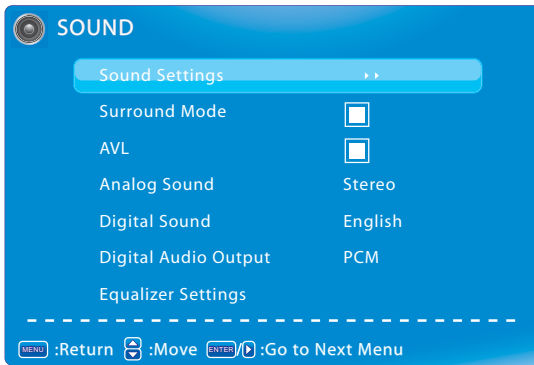 SOUND
Sound Settings
Surround Mode
AVL
Analog Sound Stereo
Digital Sound English
Digital Audio Output PCM
Equalizer Settings
MENU :Return :Move ENTER / :Go to Next Menu